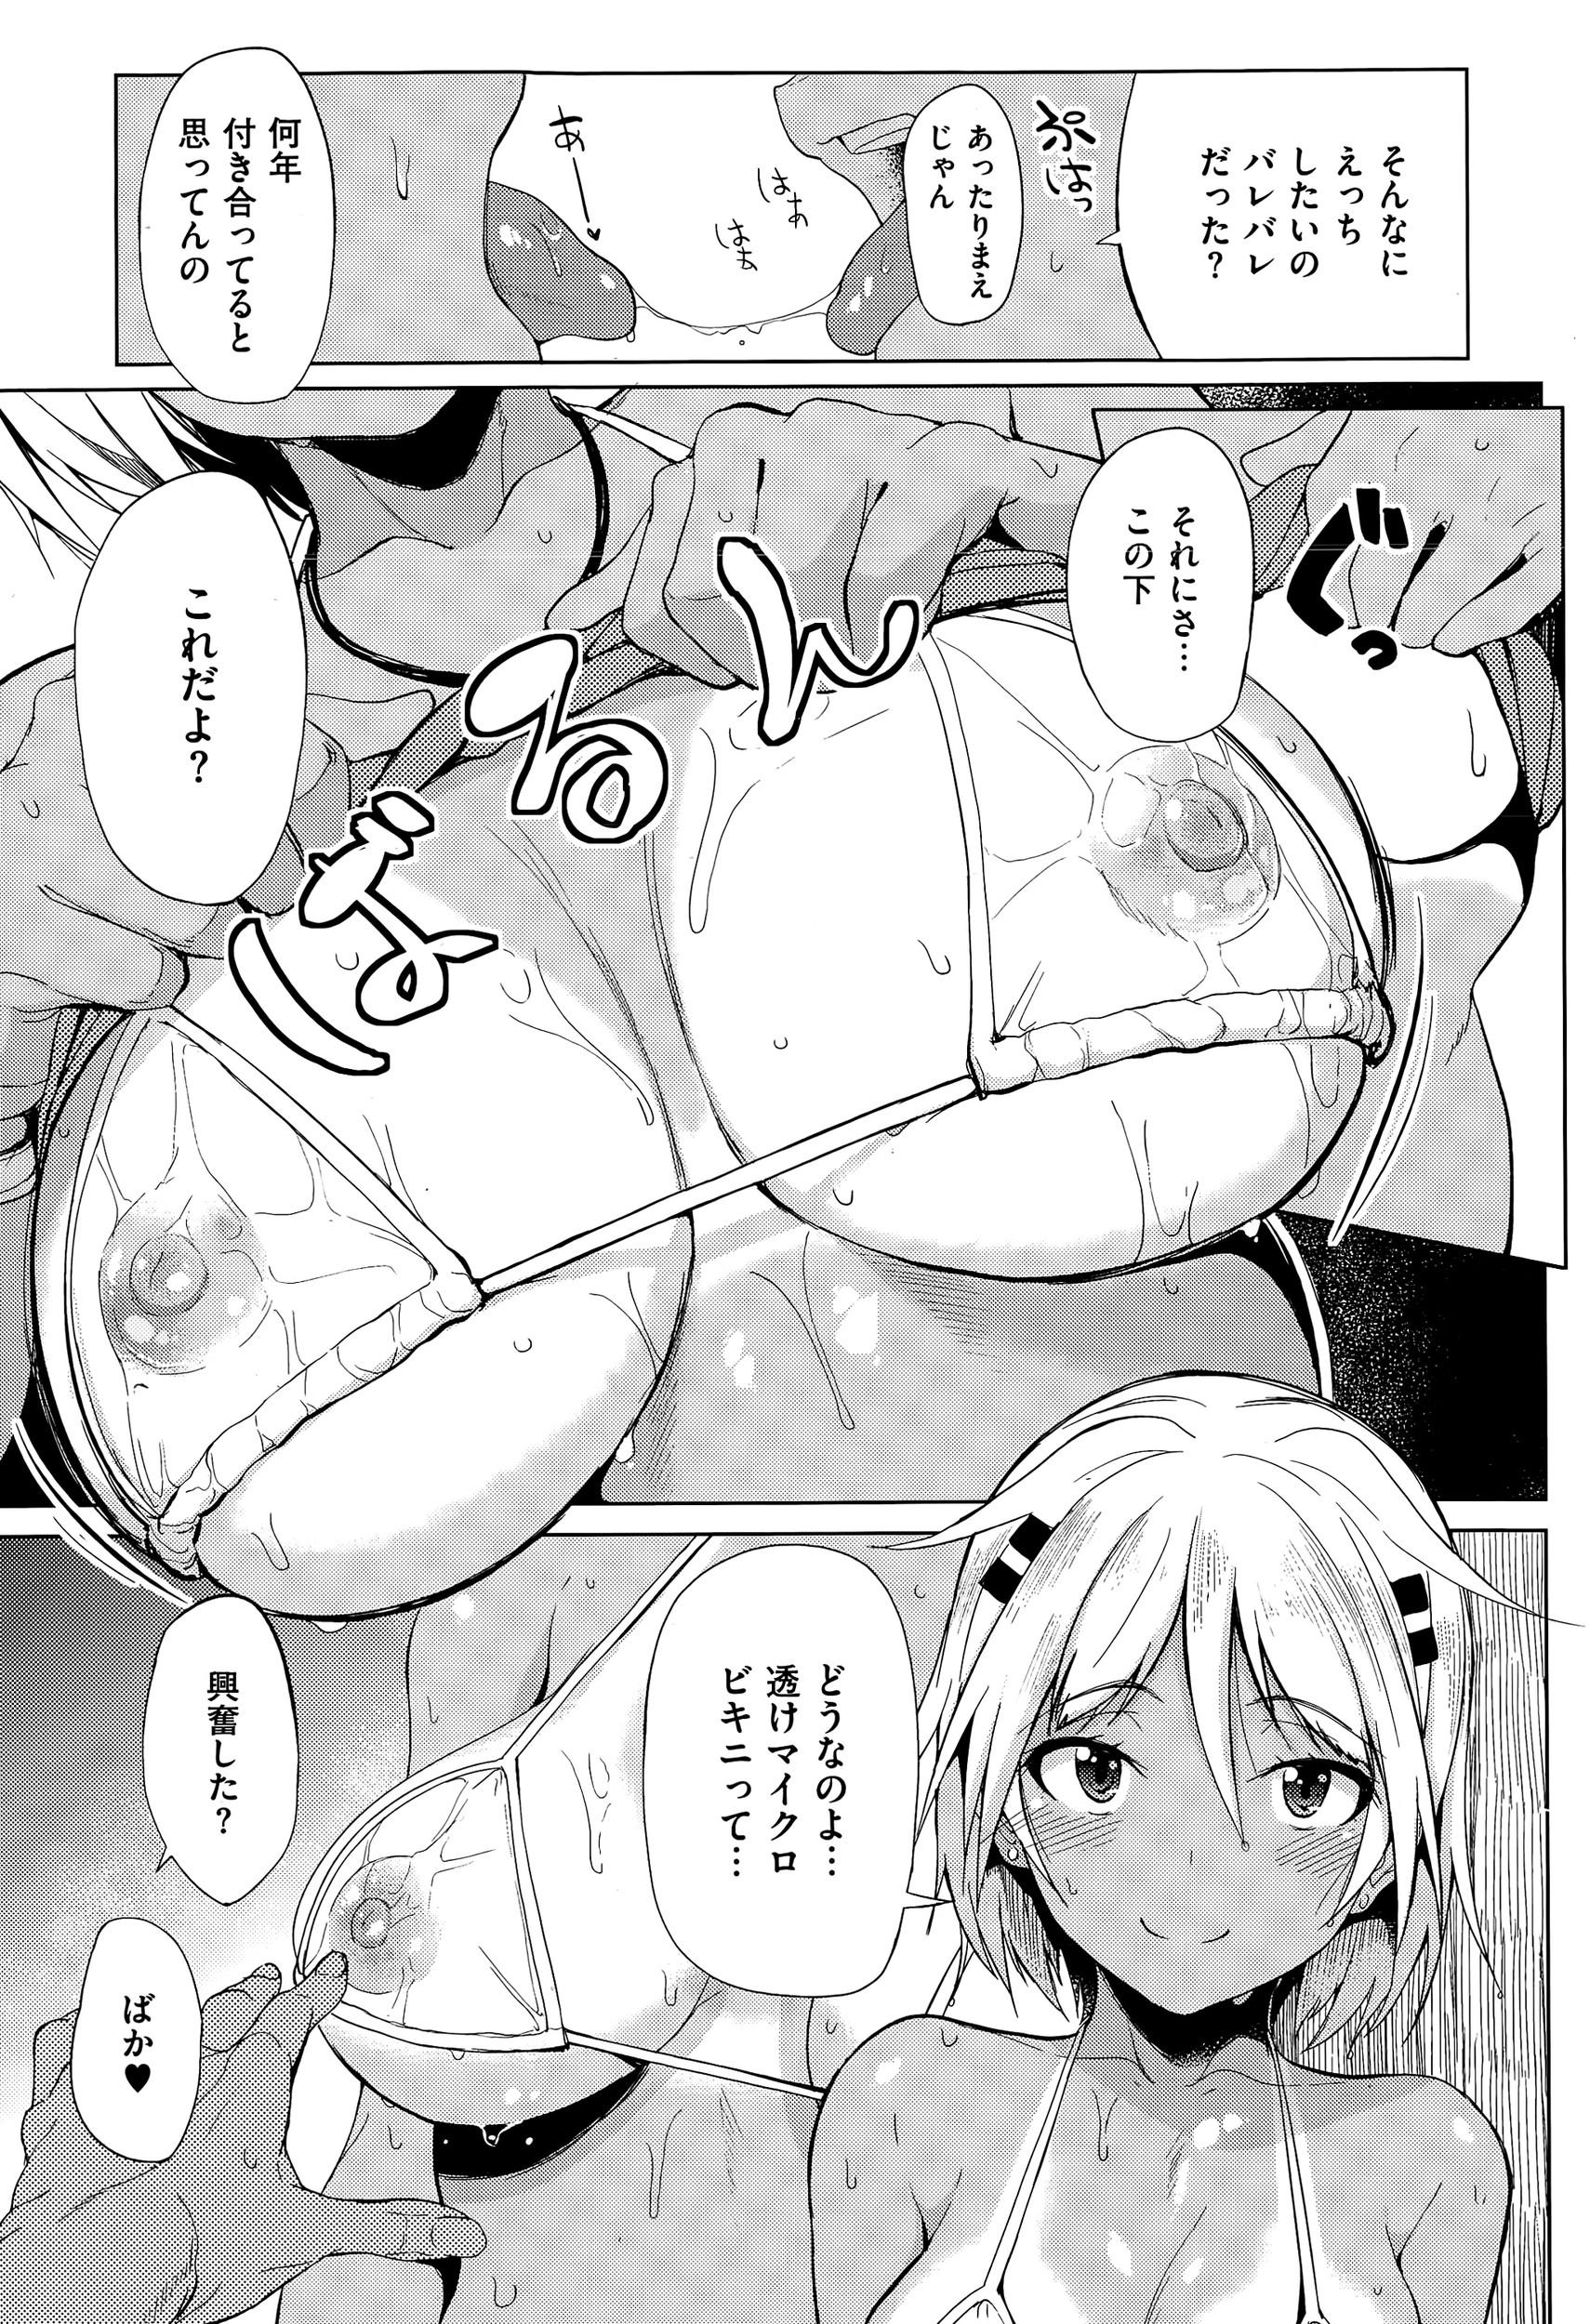 そんなに
えっち
したいの
バレバレ
だった？
ぷはっ
あったりまえ
じゃん
はぁ
はぁ
あー♥
何年
付き合ってると
思ってんの
ぐっ
それにさ…
この下
ばるん
これだよ？
どうなのよ…
透けマイクロ
ビキニって…
興奮した？
ばか♥